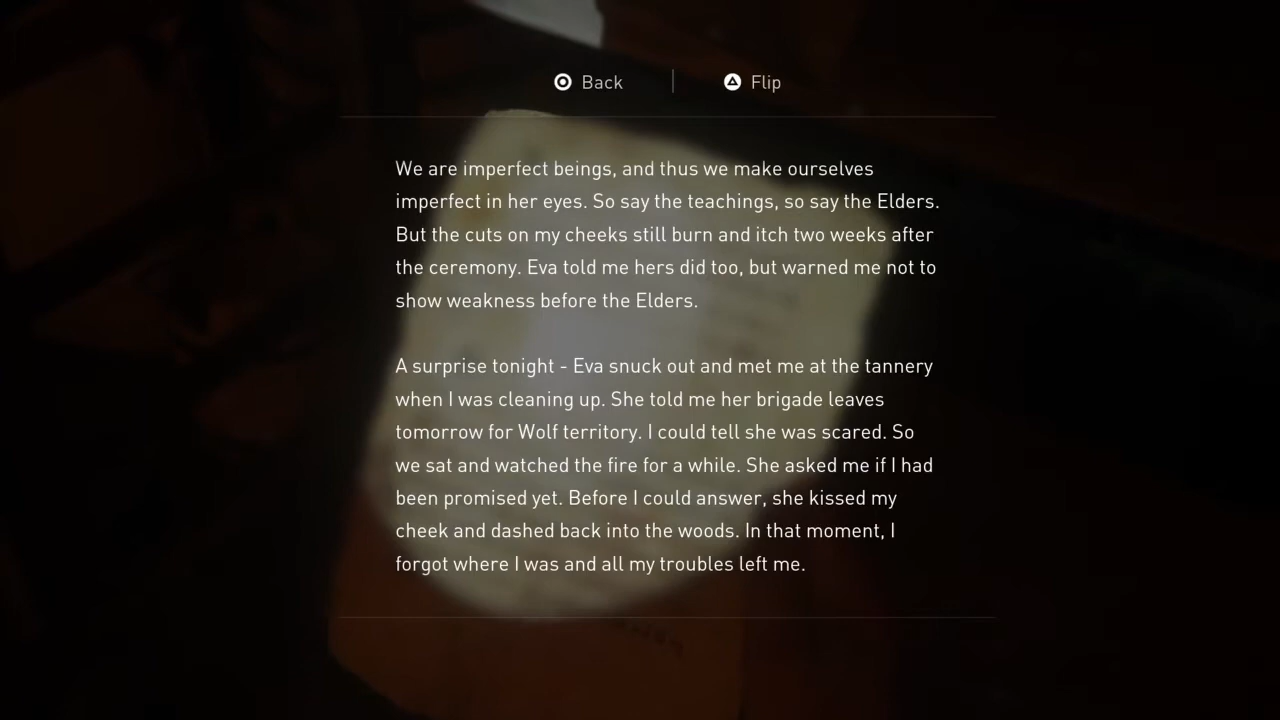 Back
Flip
We are imperfect beings, and thus we make ourselves
imperfect in her eyes. So say the teachings, so say the Elders.
But the cuts on my cheeks still burn and itch two weeks after
the ceremony. Eva told me hers did too, but warned me not to
show weakness before the Elders.
A surprise tonight - Eva snuck out and met me at the tannery
when I was cleaning up. She told me her brigade leaves
tomorrow for Wolf territory. I could tell she was scared. So
we sat and watched the fire for a while. She asked me if I had
been promised yet. Before I could answer, she kissed my
cheek and dashed back into the woods. In that moment, I
forgot where I was and all my troubles left me.